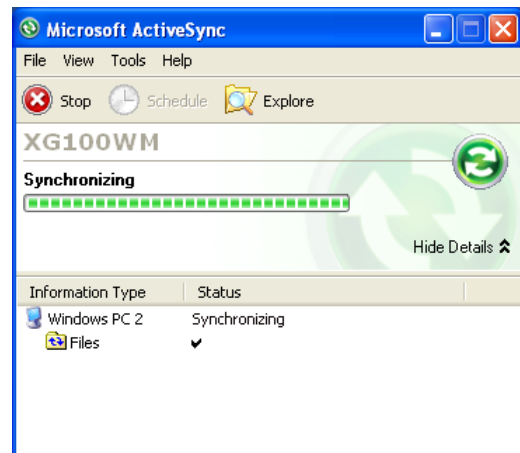 Microsoft ActiveSync
File View Tools Help
Stop Schedule Explore
XG100WM
Synchronizing
Hide Details
Information Type Status
Windows PC 2 Synchronizing
Files